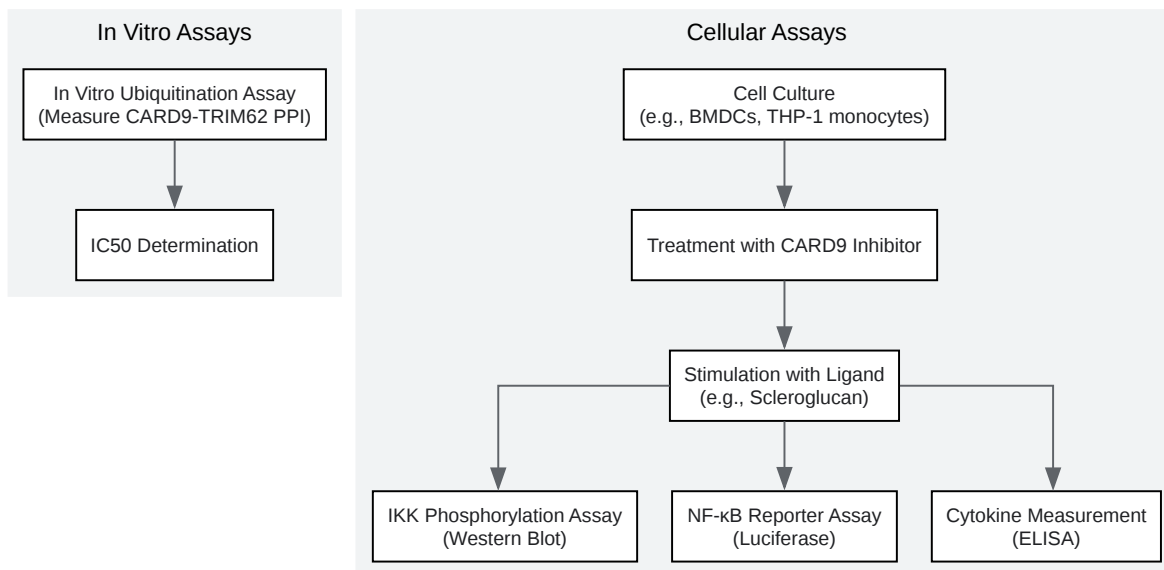 In Vitro Assays
In Vitro Ubiquitination Assay
(Measure CARD9-TRIM62 PPI)
IC50 Determination
Cellular Assays
Cell Culture
(e.g., BMDCs, THP-1 monocytes)
Treatment with CARD9 Inhibitor
Stimulation with Ligand
(e.g., Scleroglucan)
IKK Phosphorylation Assay
(Western Blot)
NF-κB Reporter Assay
(Luciferase)
Cytokine Measurement
(ELISA)